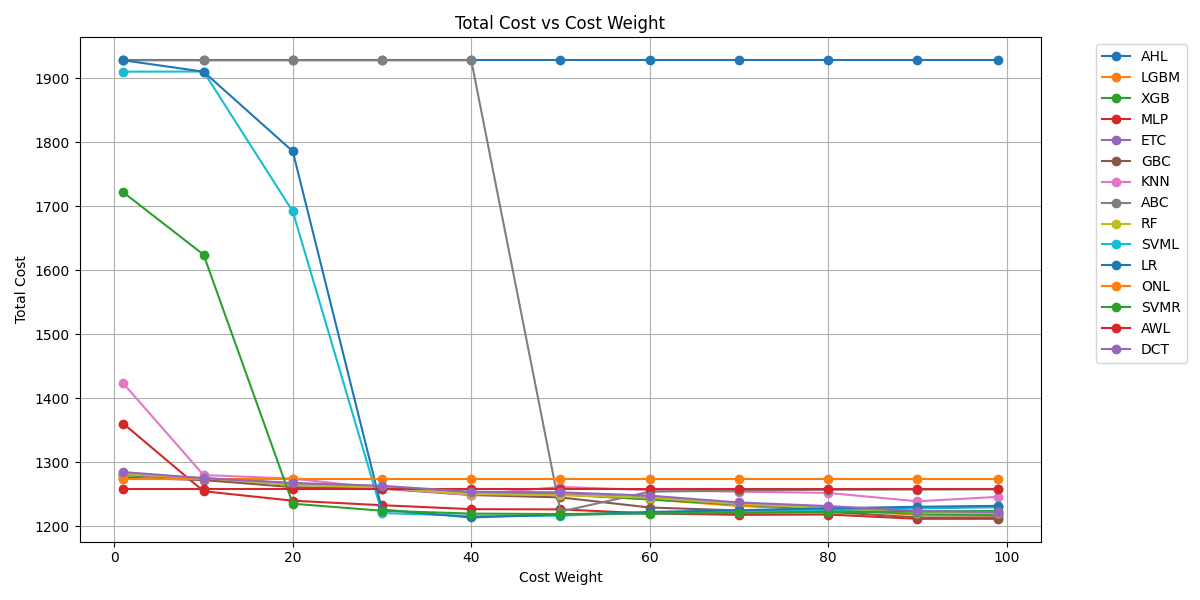 Total Cost vs Cost Weight
Total Cost
1900
1800
1700
1600
1500
1400
1300
1200
0
20
40
60
80
100
Cost Weight
AHL
LGBM
XGB
MLP
ETC
GBC
KNN
ABC
RF
SVML
LR
ONL
SVMR
AWL
DCT